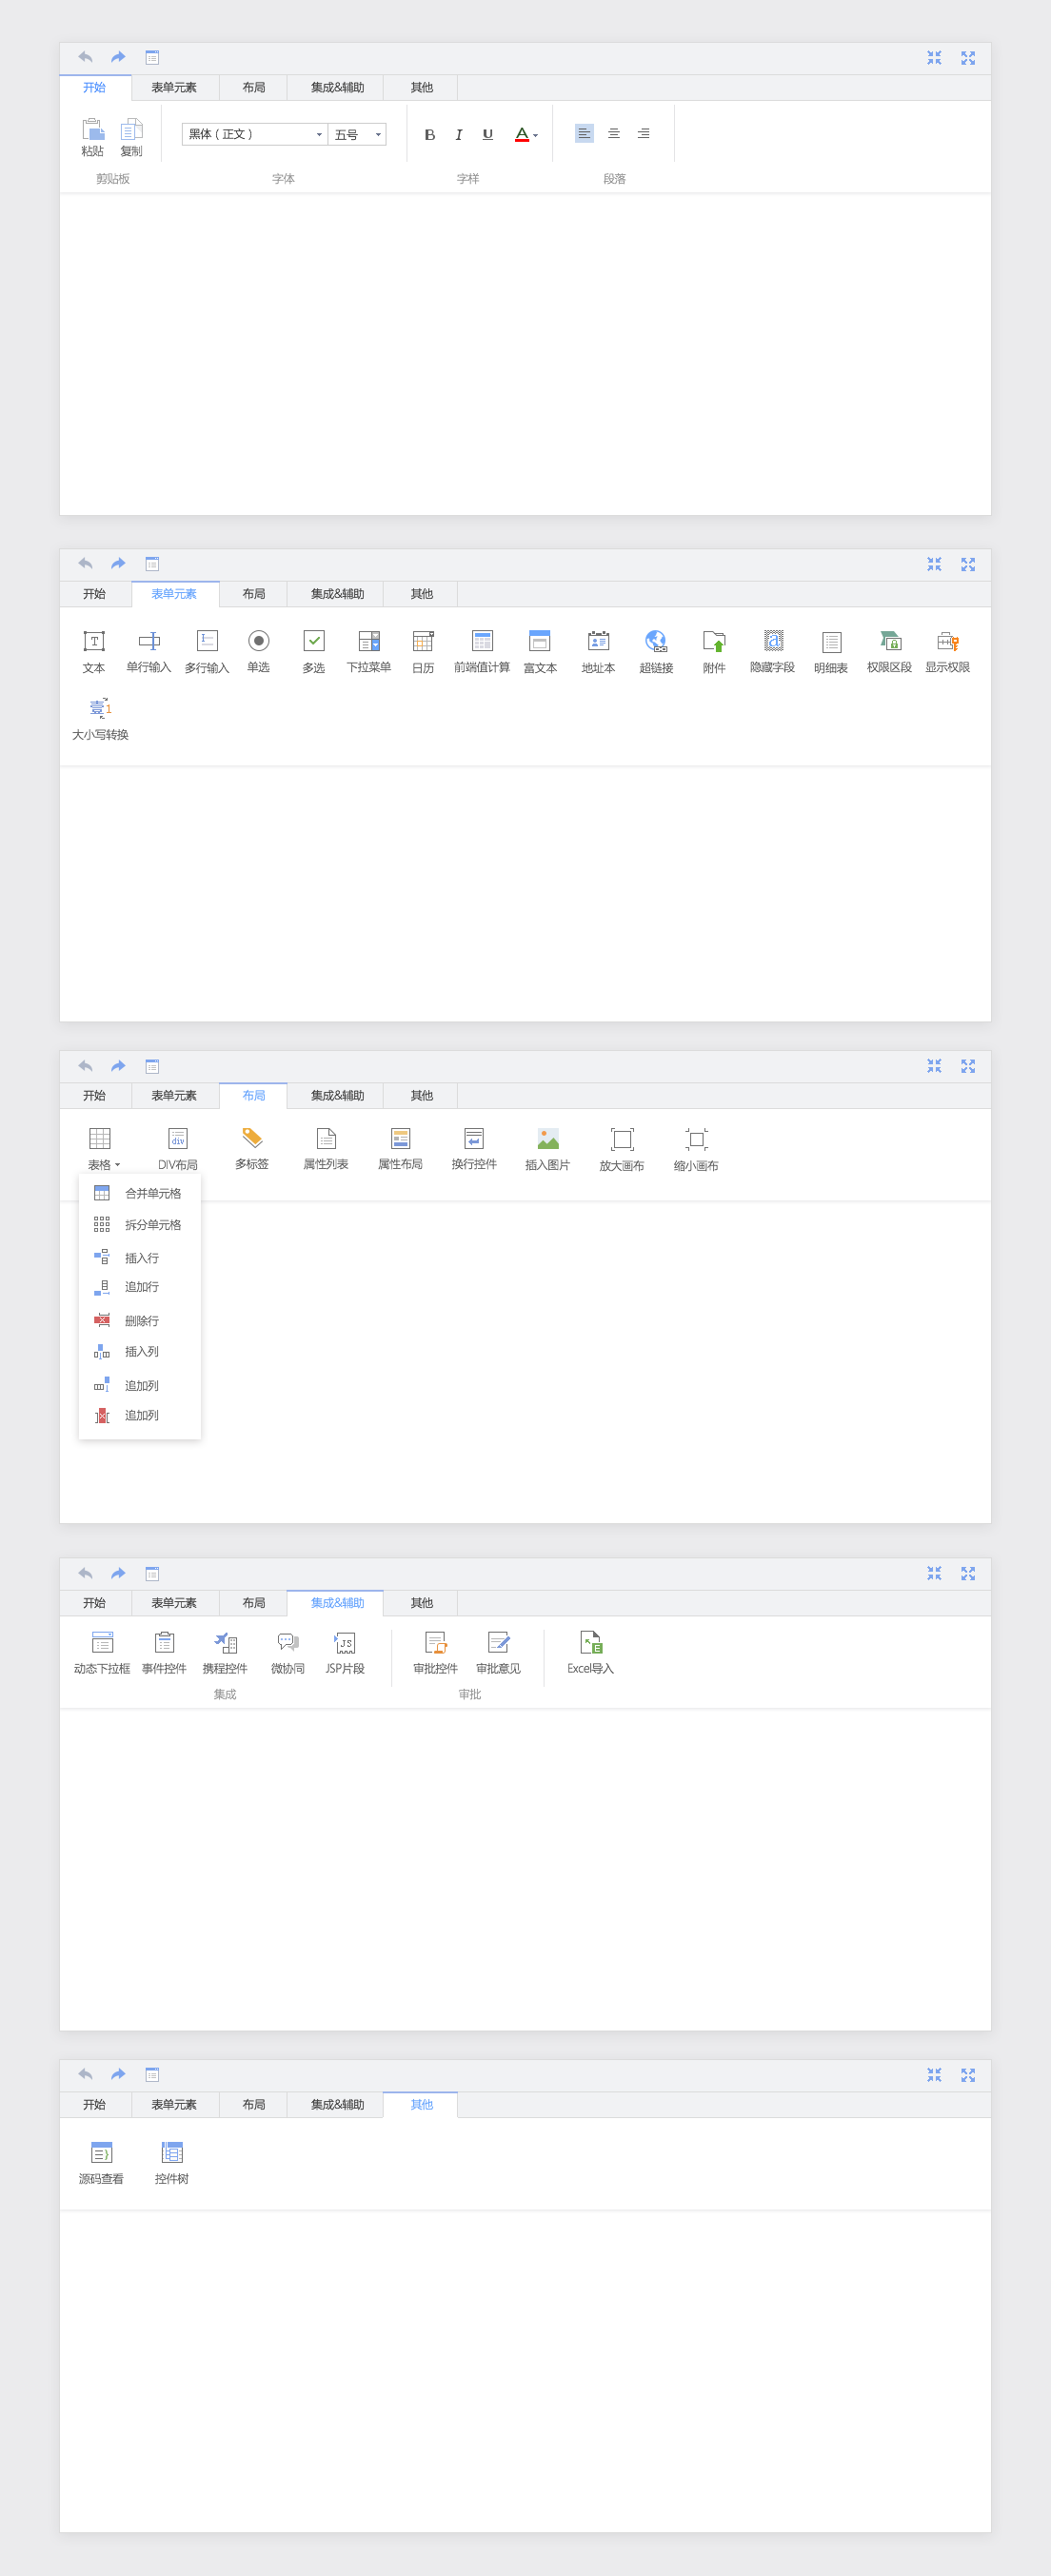 开始 表单元素 布局 集成&辅助 其他
黑体（正文） 五号 B I U A
粘贴 复制
剪贴板 字体 字样 段落
开始 表单元素 布局 集成&辅助 其他
文本 单行输入 多行输入 单选 多选 下拉菜单 日历 前端值计算 富文本 地址本 超链接 附件 隐藏字段 明细表 权限区段 显示权限
壹1
大小写转换
开始 表单元素 布局 集成&辅助 其他
div
表格 DIV布局 多标签 属性列表 属性布局 换行控件 插入图片 放大画布 缩小画布
合并单元格
拆分单元格
插入行
追加行
删除行
插入列
追加列
追加列
开始 表单元素 布局 集成&辅助 其他
JS E
动态下拉框 事件控件 携程控件 微协同 JSP片段 审批控件 审批意见 Excel导入
集成 审批
开始 表单元素 布局 集成&辅助 其他
源码查看 控件树